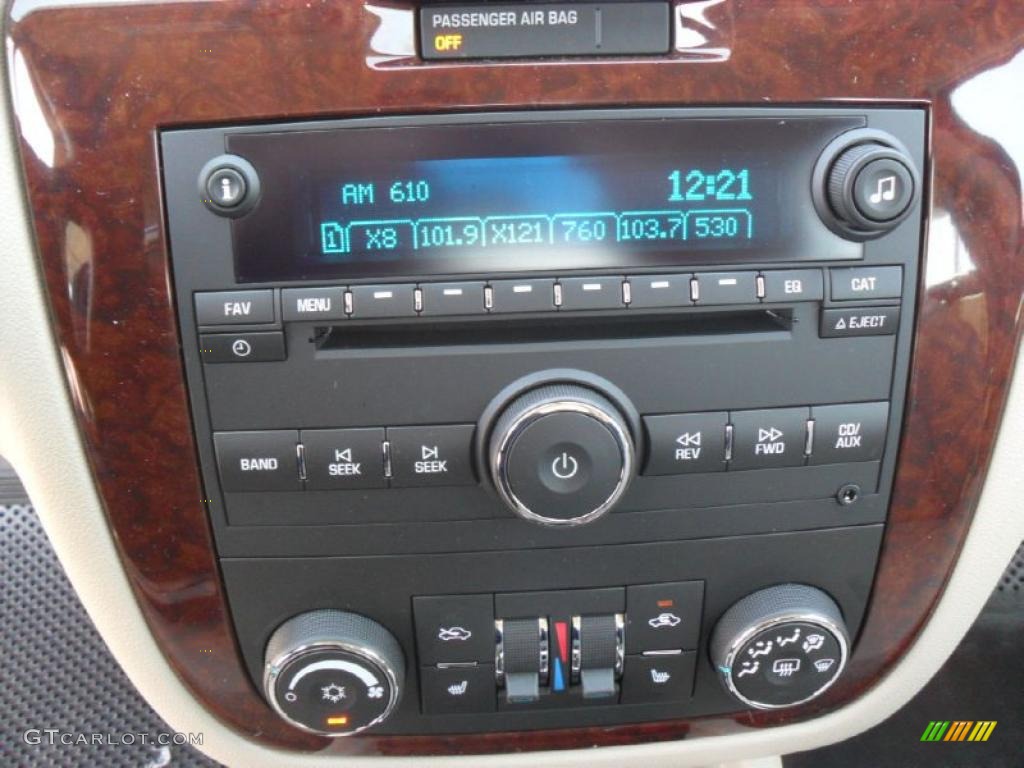 PASSENGER AIR BAG
OFF
AM 610 12:21
1 X8 101.9 X121 760 103.7 530
FAV MENU EQ CAT
EJECT
BAND SEEK SEEK REV FWD CD/
AUX
GTCARLOT.COM